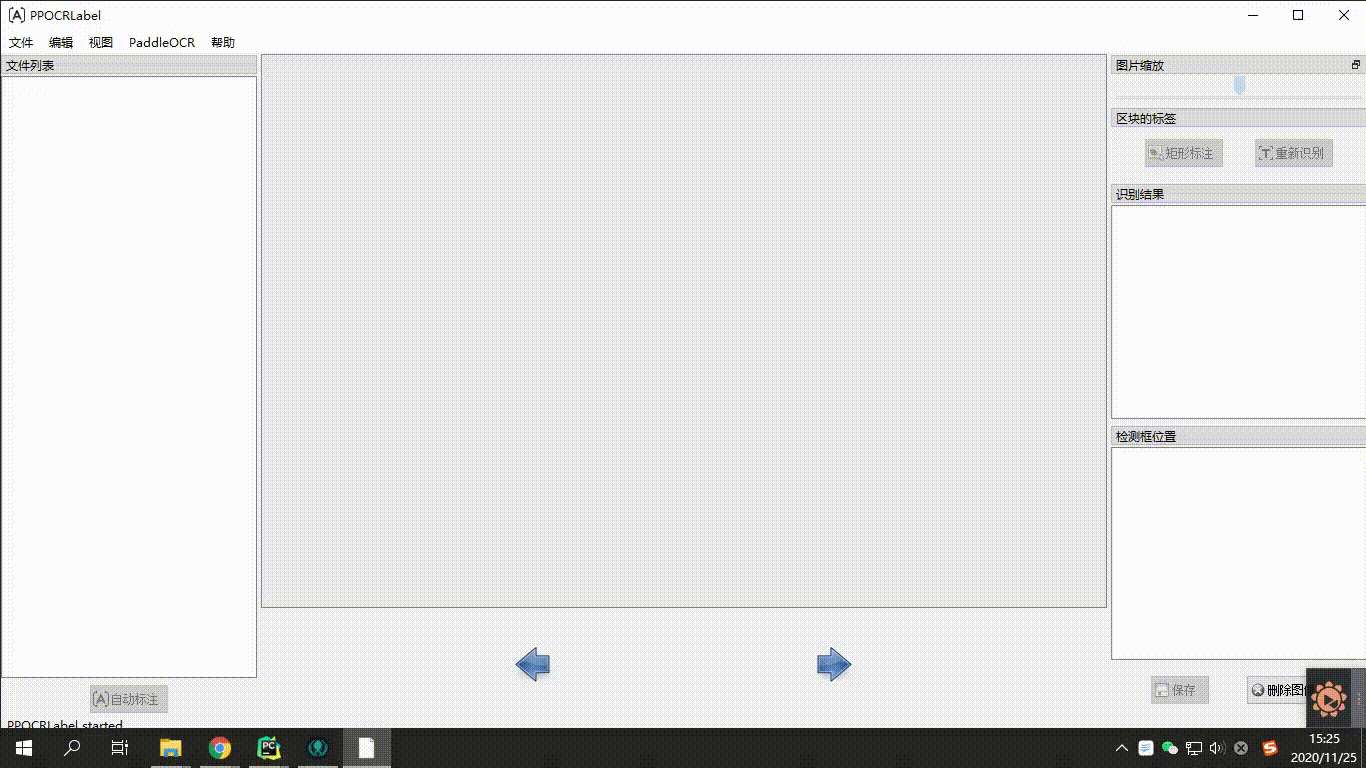 PPOCRLabel
文件 编辑 视图 PaddleOCR 帮助
文件列表
图片缩放
区块的标签
矩形标注 重新识别
识别结果
检测框位置
保存 删除图
自动标注
PPOCRLabel started
15:25
2020/11/25